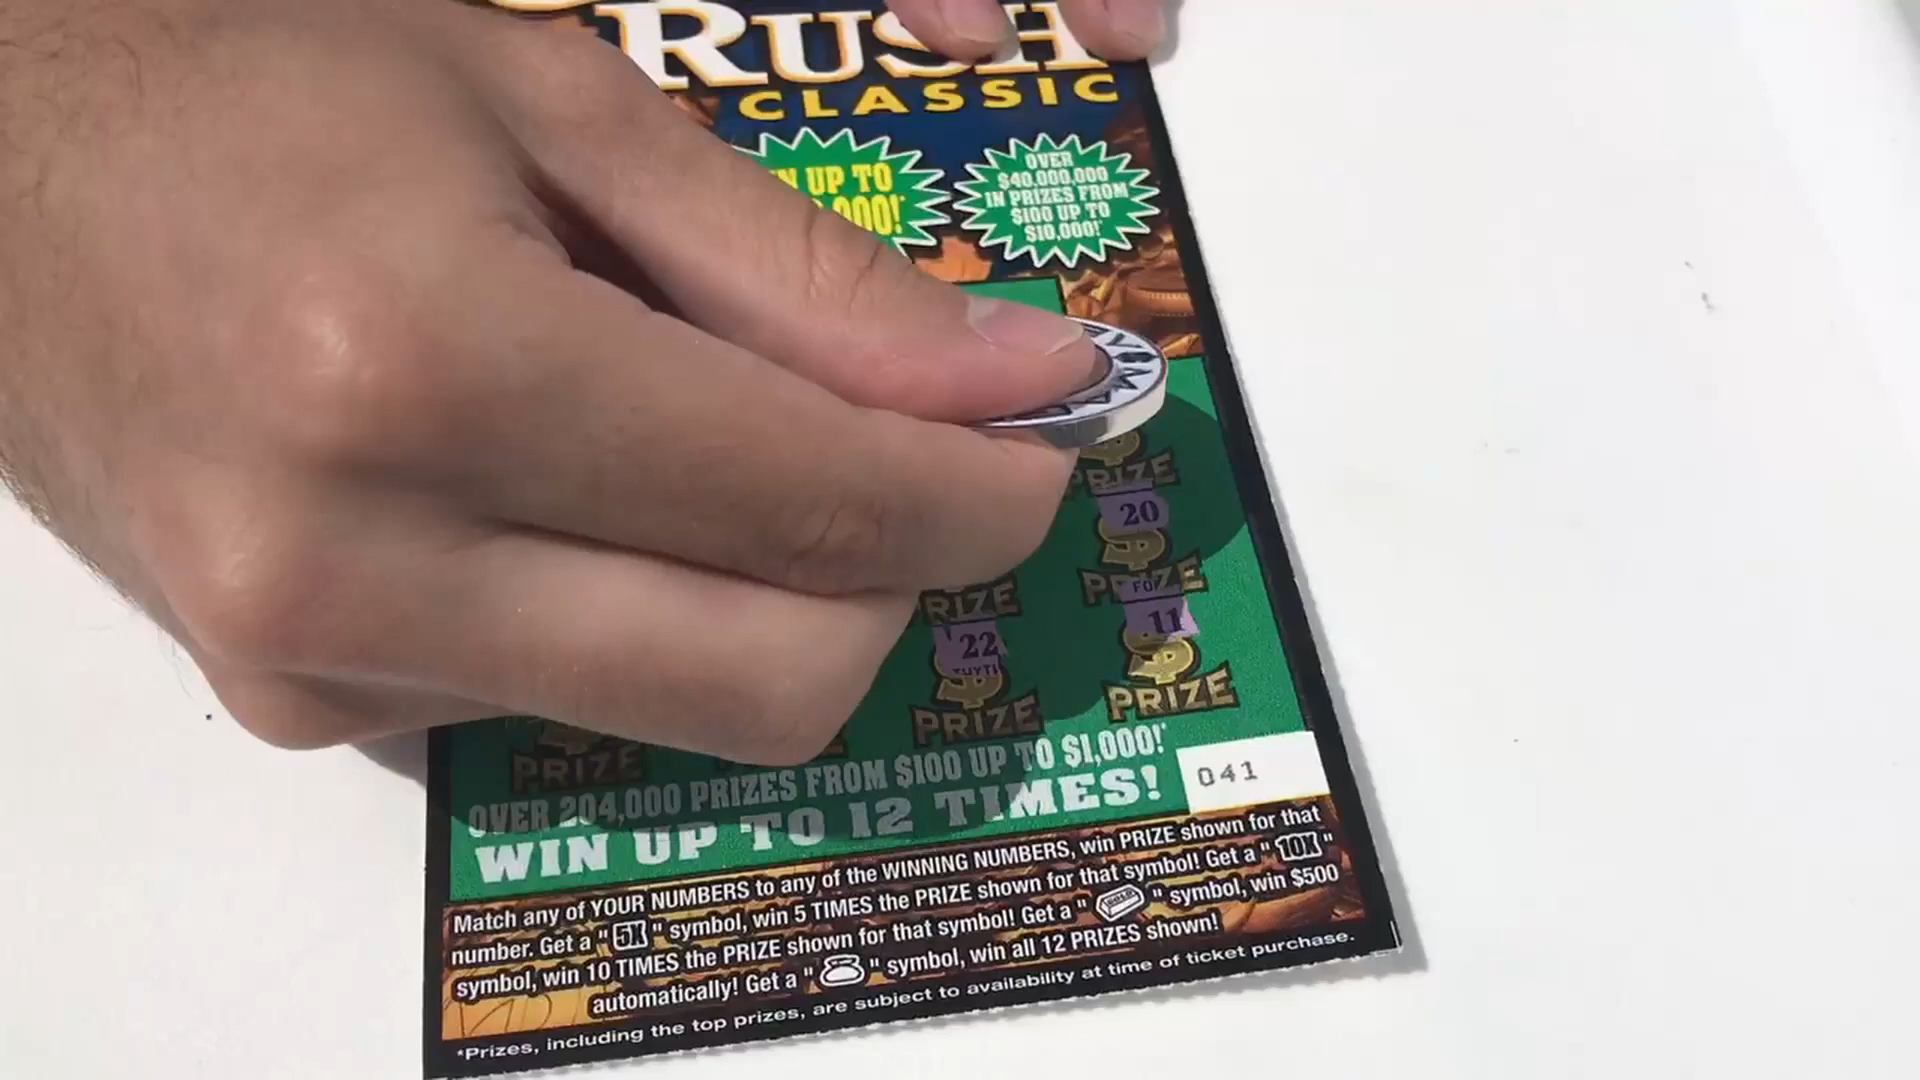 RUSH
CLASSIC
UP TO
,000!*
OVER
$40,000,000
IN PRIZES FROM
$100 UP TO
$10,000!*
PRIZE
20
PRIZE
11
PRIZE
PRIZE
22
PRIZE
PRIZE
OVER 204,000 PRIZES FROM $100 UP TO $1,000!*
WIN UP TO 12 TIMES!
041
Match any of YOUR NUMBERS to any of the WINNING NUMBERS, win PRIZE shown for that
number. Get a "5X" symbol, win 5 TIMES the PRIZE shown for that symbol! Get a "10X"
symbol, win 10 TIMES the PRIZE shown for that symbol! Get a "GOLD" symbol, win $500
automatically! Get a " " symbol, win all 12 PRIZES shown!
*Prizes, including the top prizes, are subject to availability at time of ticket purchase.